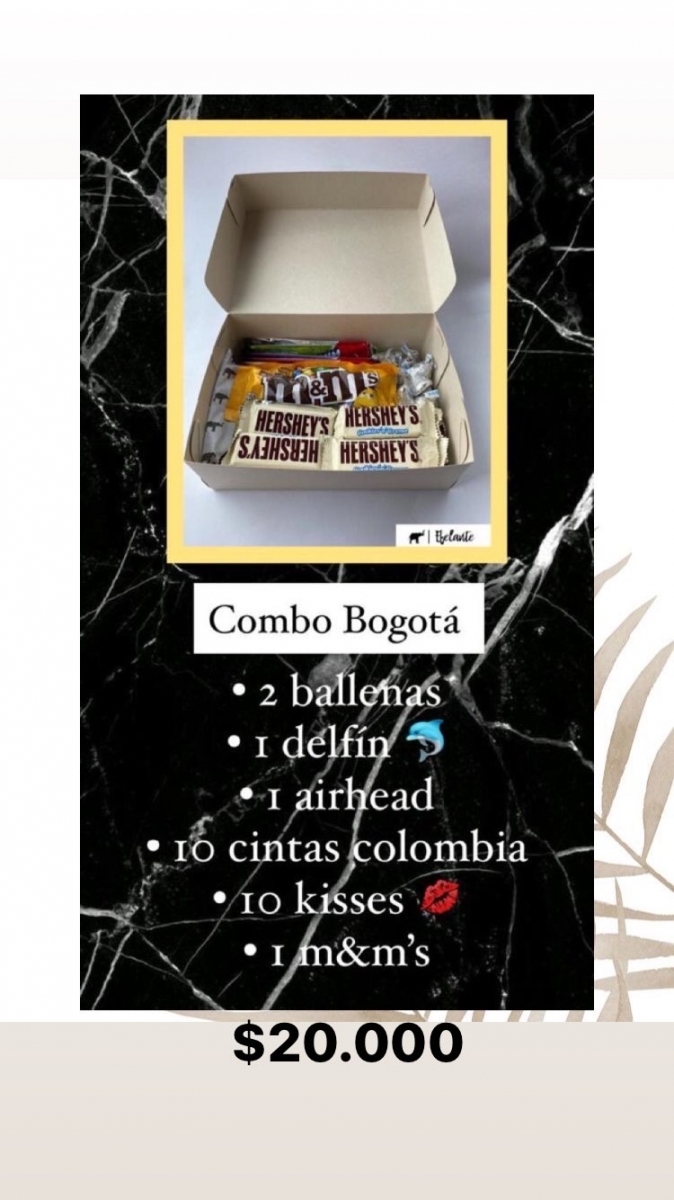 m&m's
HERSHEY'S
HERSHEY'S
HERSHEY'S
HERSHEY'S
Combo Bogotá
• 2 ballenas
• 1 delfín 🐬
• 1 airhead
• 10 cintas colombia
• 10 kisses 💋
• 1 m&m's
$20.000